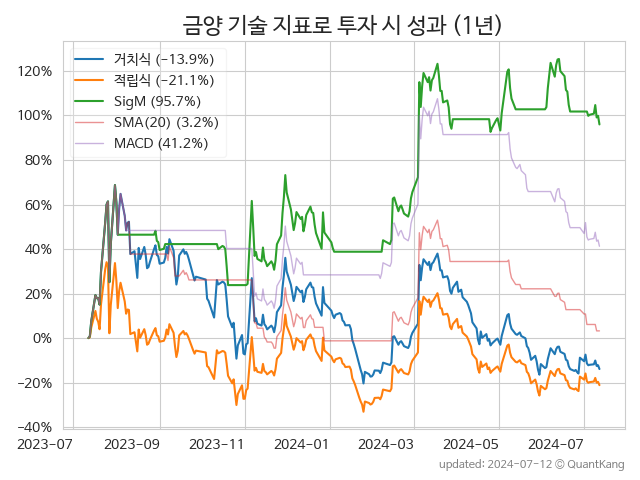 금양 기술 지표로 투자 시 성과 (1년)
거치식 (−13.9%)
적립식 (−21.1%)
SigM (95.7%)
SMA(20) (3.2%)
MACD (41.2%)
120%
100%
80%
60%
40%
20%
0%
−20%
−40%
2023-07 2023-09 2023-11 2024-01 2024-03 2024-05 2024-07
updated: 2024-07-12 © QuantKang